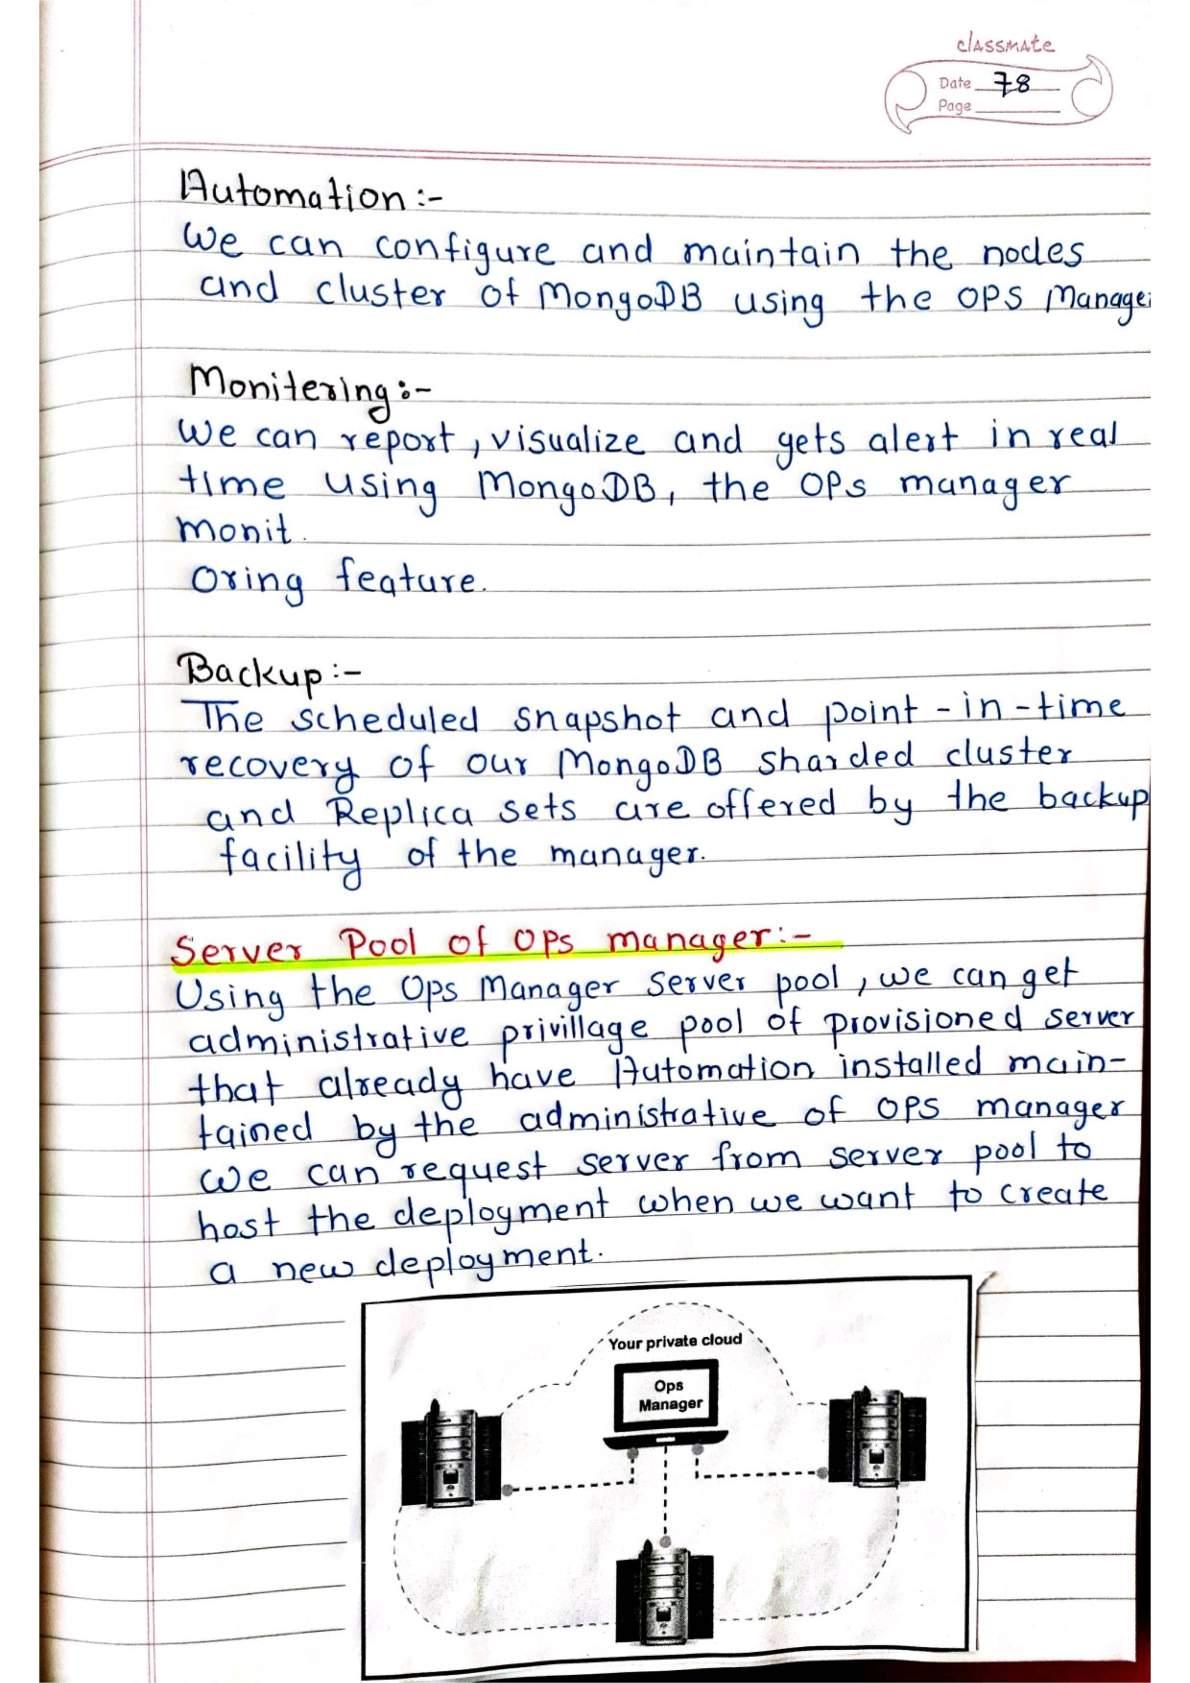 classmate
Date 78
Page
Automation :-
We can configure and maintain the nodes
and cluster of MongoDB using the OPS Manager
Monitering :-
We can report, visualize and gets alert in real
time using MongoDB, the OPs manager
monit.
oring feature.
Backup :-
The scheduled snapshot and point-in-time
recovery of our MongoDB sharded cluster
and Replica sets are offered by the backup
facility of the manager.
Server Pool of Ops manager :-
Using the Ops Manager server pool, we can get
administrative privillage pool of provisioned server
that already have Automation installed main-
tained by the administrative of OPS manager
We can request server from server pool to
host the deployment when we want to create
a new deployment.
Your private cloud
Ops
Manager